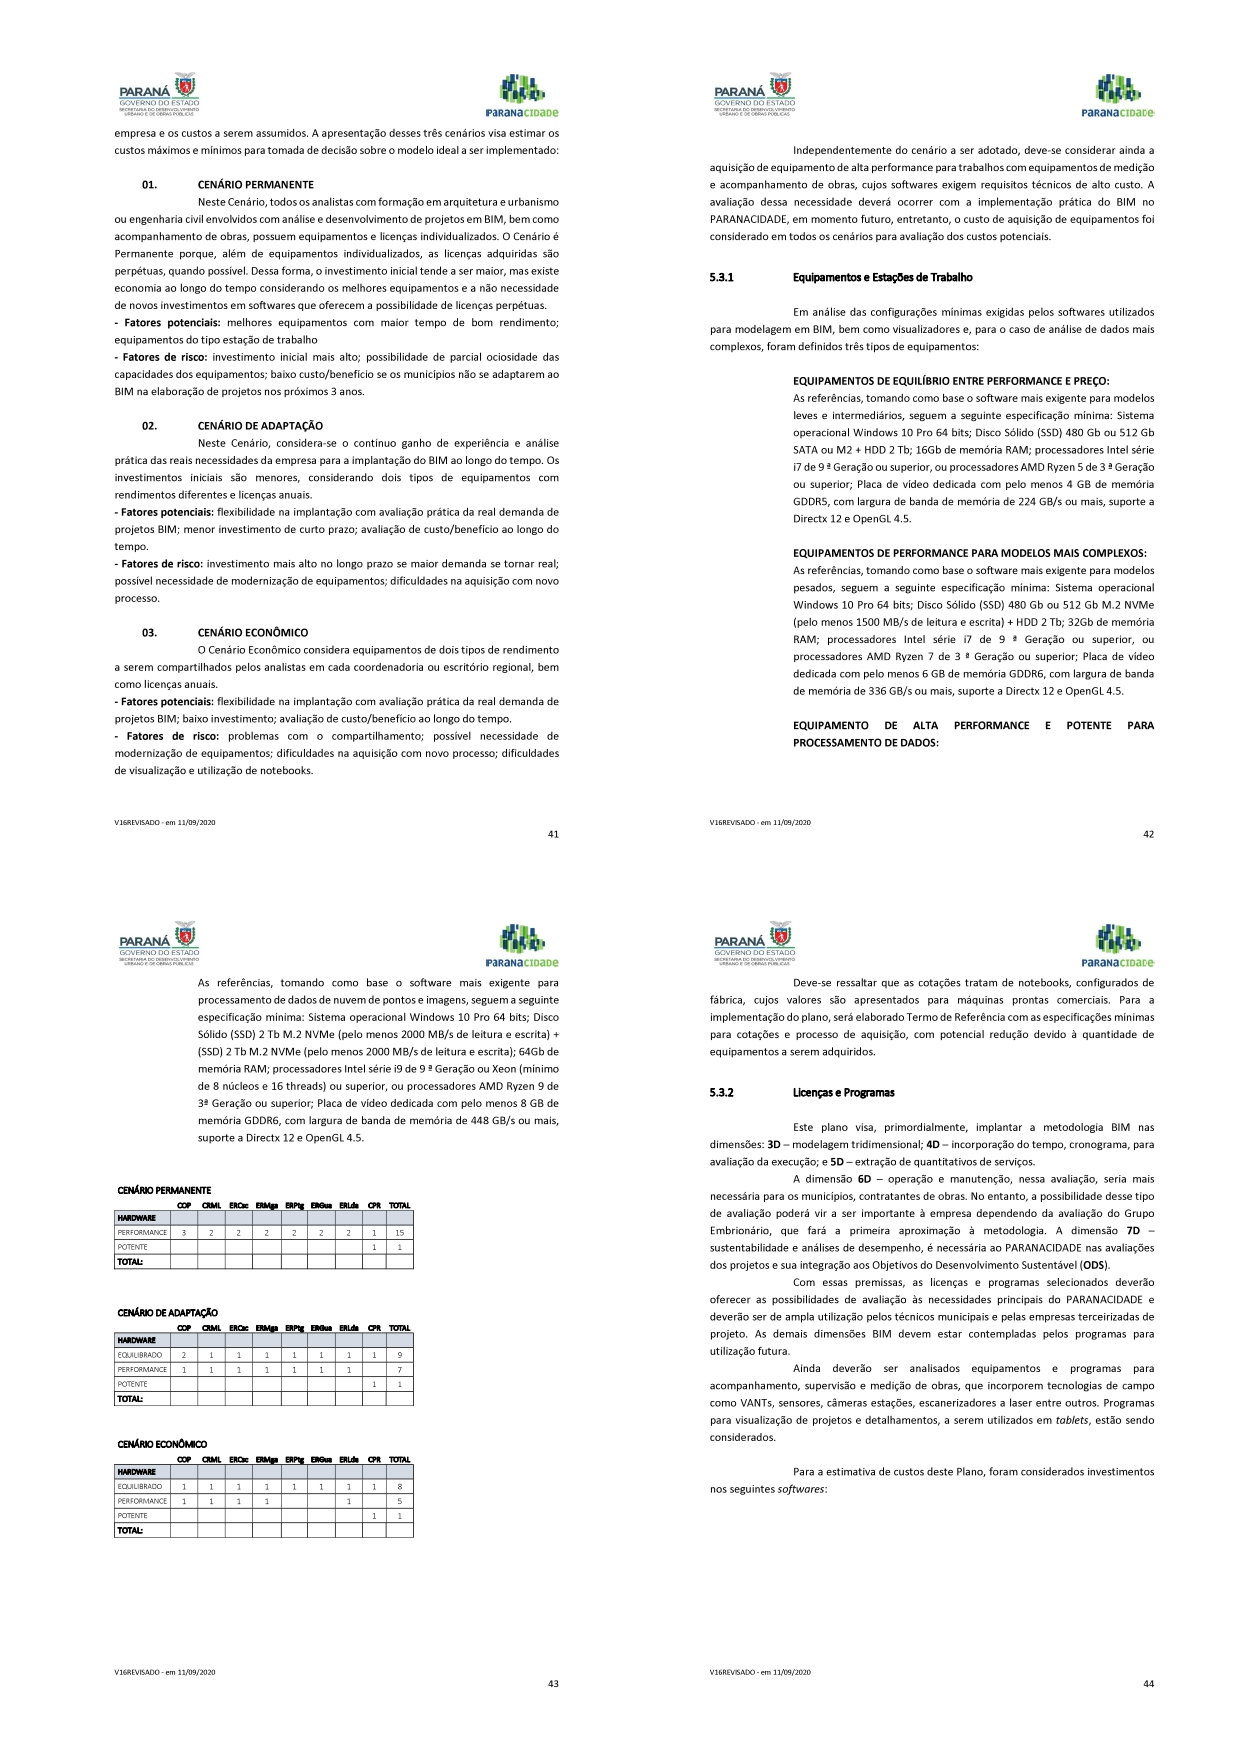 PARANÁ
GOVERNO DO ESTADO
SECRETARIA DO DESENVOLVIMENTO
URBANO E DE OBRAS PÚBLICAS
PARANACIDADE
empresa e os custos a serem assumidos. A apresentação desses três cenários visa estimar os
custos máximos e mínimos para tomada de decisão sobre o modelo ideal a ser implementado:
01. CENÁRIO PERMANENTE
Neste Cenário, todos os analistas com formação em arquitetura e urbanismo
ou engenharia civil envolvidos com análise e desenvolvimento de projetos em BIM, bem como
acompanhamento de obras, possuem equipamentos e licenças individualizados. O Cenário é
Permanente porque, além de equipamentos individualizados, as licenças adquiridas são
perpétuas, quando possível. Dessa forma, o investimento inicial tende a ser maior, mas existe
economia ao longo do tempo considerando os melhores equipamentos e a não necessidade
de novos investimentos em softwares que oferecem a possibilidade de licenças perpétuas.
- Fatores potenciais: melhores equipamentos com maior tempo de bom rendimento;
equipamentos do tipo estação de trabalho
- Fatores de risco: investimento inicial mais alto; possibilidade de parcial ociosidade das
capacidades dos equipamentos; baixo custo/benefício se os municípios não se adaptarem ao
BIM na elaboração de projetos nos próximos 3 anos.
02. CENÁRIO DE ADAPTAÇÃO
Neste Cenário, considera-se o contínuo ganho de experiência e análise
prática das reais necessidades da empresa para a implantação do BIM ao longo do tempo. Os
investimentos iniciais são menores, considerando dois tipos de equipamentos com
rendimentos diferentes e licenças anuais.
- Fatores potenciais: flexibilidade na implantação com avaliação prática da real demanda de
projetos BIM; menor investimento de curto prazo; avaliação de custo/benefício ao longo do
tempo.
- Fatores de risco: investimento mais alto no longo prazo se maior demanda se tornar real;
possível necessidade de modernização de equipamentos; dificuldades na aquisição com novo
processo.
03. CENÁRIO ECONÔMICO
O Cenário Econômico considera equipamentos de dois tipos de rendimento
a serem compartilhados pelos analistas em cada coordenadoria ou escritório regional, bem
como licenças anuais.
- Fatores potenciais: flexibilidade na implantação com avaliação prática da real demanda de
projetos BIM; baixo investimento; avaliação de custo/benefício ao longo do tempo.
- Fatores de risco: problemas com o compartilhamento; possível necessidade de
modernização de equipamentos; dificuldades na aquisição com novo processo; dificuldades
de visualização e utilização de notebooks.
V16REVISADO - em 11/09/2020
41
PARANÁ
GOVERNO DO ESTADO
SECRETARIA DO DESENVOLVIMENTO
URBANO E DE OBRAS PÚBLICAS
PARANACIDADE
Independentemente do cenário a ser adotado, deve-se considerar ainda a
aquisição de equipamento de alta performance para trabalhos com equipamentos de medição
e acompanhamento de obras, cujos softwares exigem requisitos técnicos de alto custo. A
avaliação dessa necessidade deverá ocorrer com a implementação prática do BIM no
PARANACIDADE, em momento futuro, entretanto, o custo de aquisição de equipamentos foi
considerado em todos os cenários para avaliação dos custos potenciais.
5.3.1 Equipamentos e Estações de Trabalho
Em análise das configurações mínimas exigidas pelos softwares utilizados
para modelagem em BIM, bem como visualizadores e, para o caso de análise de dados mais
complexos, foram definidos três tipos de equipamentos:
EQUIPAMENTOS DE EQUILÍBRIO ENTRE PERFORMANCE E PREÇO:
As referências, tomando como base o software mais exigente para modelos
leves e intermediários, seguem a seguinte especificação mínima: Sistema
operacional Windows 10 Pro 64 bits; Disco Sólido (SSD) 480 Gb ou 512 Gb
SATA ou M2 + HDD 2 Tb; 16Gb de memória RAM; processadores Intel série
i7 de 9 ª Geração ou superior, ou processadores AMD Ryzen 5 de 3 ª Geração
ou superior; Placa de vídeo dedicada com pelo menos 4 GB de memória
GDDR5, com largura de banda de memória de 224 GB/s ou mais, suporte a
Directx 12 e OpenGL 4.5.
EQUIPAMENTOS DE PERFORMANCE PARA MODELOS MAIS COMPLEXOS:
As referências, tomando como base o software mais exigente para modelos
pesados, seguem a seguinte especificação mínima: Sistema operacional
Windows 10 Pro 64 bits; Disco Sólido (SSD) 480 Gb ou 512 Gb M.2 NVMe
(pelo menos 1500 MB/s de leitura e escrita) + HDD 2 Tb; 32Gb de memória
RAM; processadores Intel série i7 de 9 ª Geração ou superior, ou
processadores AMD Ryzen 7 de 3 ª Geração ou superior; Placa de vídeo
dedicada com pelo menos 6 GB de memória GDDR6, com largura de banda
de memória de 336 GB/s ou mais, suporte a Directx 12 e OpenGL 4.5.
EQUIPAMENTO DE ALTA PERFORMANCE E POTENTE PARA
PROCESSAMENTO DE DADOS:
V16REVISADO - em 11/09/2020
42
PARANÁ
GOVERNO DO ESTADO
SECRETARIA DO DESENVOLVIMENTO
URBANO E DE OBRAS PÚBLICAS
PARANACIDADE
As referências, tomando como base o software mais exigente para
processamento de dados de nuvem de pontos e imagens, seguem a seguinte
especificação mínima: Sistema operacional Windows 10 Pro 64 bits; Disco
Sólido (SSD) 2 Tb M.2 NVMe (pelo menos 2000 MB/s de leitura e escrita) +
(SSD) 2 Tb M.2 NVMe (pelo menos 2000 MB/s de leitura e escrita); 64Gb de
memória RAM; processadores Intel série i9 de 9 ª Geração ou Xeon (mínimo
de 8 núcleos e 16 threads) ou superior, ou processadores AMD Ryzen 9 de
3ª Geração ou superior; Placa de vídeo dedicada com pelo menos 8 GB de
memória GDDR6, com largura de banda de memória de 448 GB/s ou mais,
suporte a Directx 12 e OpenGL 4.5.
CENÁRIO PERMANENTE
COP CRML ERCsc ERMga ERPtg ERGua ERLda CPR TOTAL
HARDWARE
PERFORMANCE 3 2 2 2 2 2 2 1 15
POTENTE 1 1
TOTAL:
CENÁRIO DE ADAPTAÇÃO
COP CRML ERCsc ERMga ERPtg ERGua ERLda CPR TOTAL
HARDWARE
EQUILIBRADO 2 1 1 1 1 1 1 1 9
PERFORMANCE 1 1 1 1 1 1 1 7
POTENTE 1 1
TOTAL:
CENÁRIO ECONÔMICO
COP CRML ERCsc ERMga ERPtg ERGua ERLda CPR TOTAL
HARDWARE
EQUILIBRADO 1 1 1 1 1 1 1 1 8
PERFORMANCE 1 1 1 1 1 5
POTENTE 1 1
TOTAL:
V16REVISADO - em 11/09/2020
43
PARANÁ
GOVERNO DO ESTADO
SECRETARIA DO DESENVOLVIMENTO
URBANO E DE OBRAS PÚBLICAS
PARANACIDADE
Deve-se ressaltar que as cotações tratam de notebooks, configurados de
fábrica, cujos valores são apresentados para máquinas prontas comerciais. Para a
implementação do plano, será elaborado Termo de Referência com as especificações mínimas
para cotações e processo de aquisição, com potencial redução devido à quantidade de
equipamentos a serem adquiridos.
5.3.2 Licenças e Programas
Este plano visa, primordialmente, implantar a metodologia BIM nas
dimensões: 3D – modelagem tridimensional; 4D – incorporação do tempo, cronograma, para
avaliação da execução; e 5D – extração de quantitativos de serviços.
A dimensão 6D – operação e manutenção, nessa avaliação, seria mais
necessária para os municípios, contratantes de obras. No entanto, a possibilidade desse tipo
de avaliação poderá vir a ser importante à empresa dependendo da avaliação do Grupo
Embrionário, que fará a primeira aproximação à metodologia. A dimensão 7D –
sustentabilidade e análises de desempenho, é necessária ao PARANACIDADE nas avaliações
dos projetos e sua integração aos Objetivos do Desenvolvimento Sustentável (ODS).
Com essas premissas, as licenças e programas selecionados deverão
oferecer as possibilidades de avaliação às necessidades principais do PARANACIDADE e
deverão ser de ampla utilização pelos técnicos municipais e pelas empresas terceirizadas de
projeto. As demais dimensões BIM devem estar contempladas pelos programas para
utilização futura.
Ainda deverão ser analisados equipamentos e programas para
acompanhamento, supervisão e medição de obras, que incorporem tecnologias de campo
como VANTs, sensores, câmeras estações, escanerizadores a laser entre outros. Programas
para visualização de projetos e detalhamentos, a serem utilizados em tablets, estão sendo
considerados.
Para a estimativa de custos deste Plano, foram considerados investimentos
nos seguintes softwares:
V16REVISADO - em 11/09/2020
44